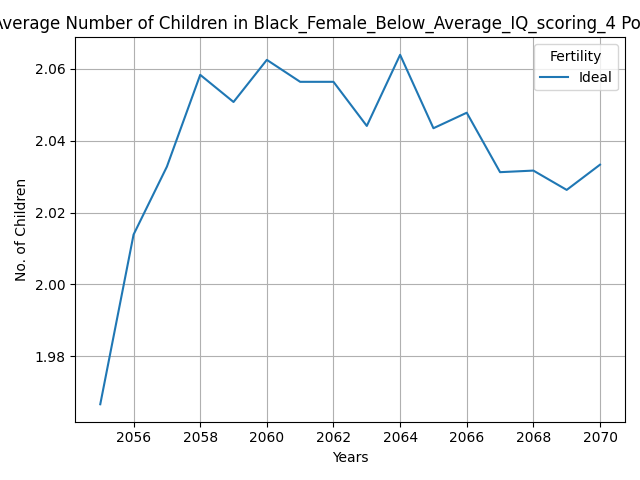 Average Number of Children in Black_Female_Below_Average_IQ_scoring_4 Po
Fertility
Ideal
2.06
2.04
2.02
2.00
1.98
No. of Children
2056 2058 2060 2062 2064 2066 2068 2070
Years